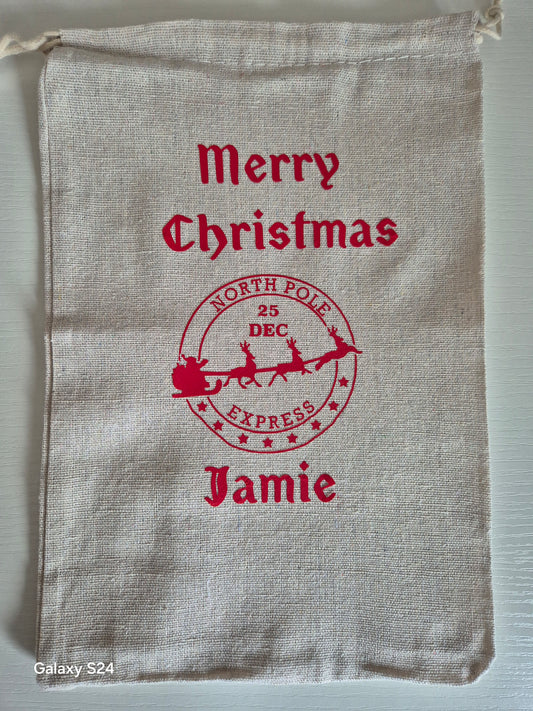 Merry
Christmas
NORTH POLE
25
DEC
EXPRESS
Jamie
Galaxy S24